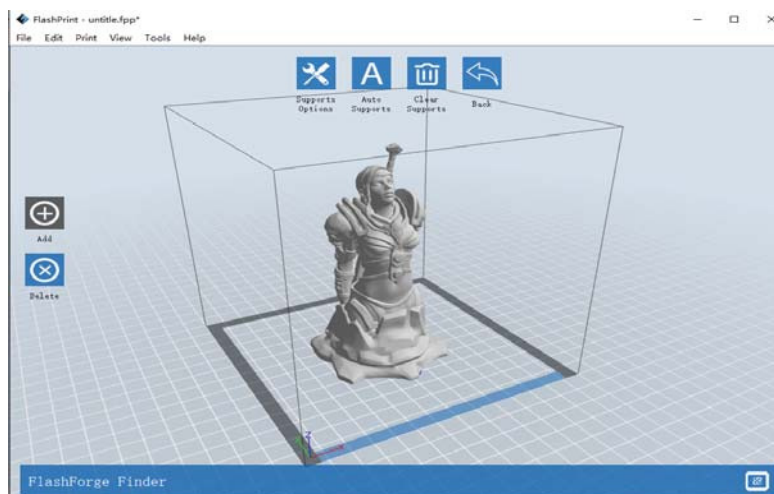 FlashPrint - untitle.fpp*
File Edit Print View Tools Help
Supports Options
Auto Supports
Clear Supports
Back
Add
Delete
FlashForge Finder